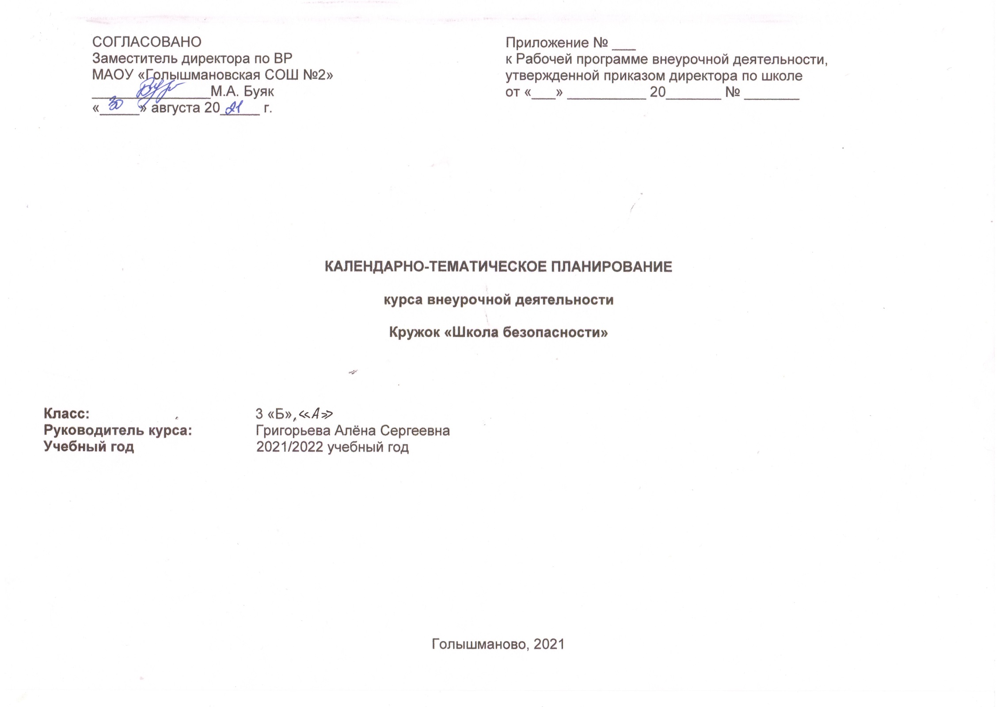 СОГЛАСОВАНО
Заместитель директора по ВР
МАОУ «Голышмановская СОШ №2»
_______________М.А. Буяк
«30» августа 2021 г.
Приложение № ___
к Рабочей программе внеурочной деятельности,
утвержденной приказом директора по школе
от «___» __________ 20_______ № _______
КАЛЕНДАРНО-ТЕМАТИЧЕСКОЕ ПЛАНИРОВАНИЕ
курса внеурочной деятельности
Кружок «Школа безопасности»
Класс: 3 «Б», «А»
Руководитель курса: Григорьева Алёна Сергеевна
Учебный год 2021/2022 учебный год
Голышманово, 2021